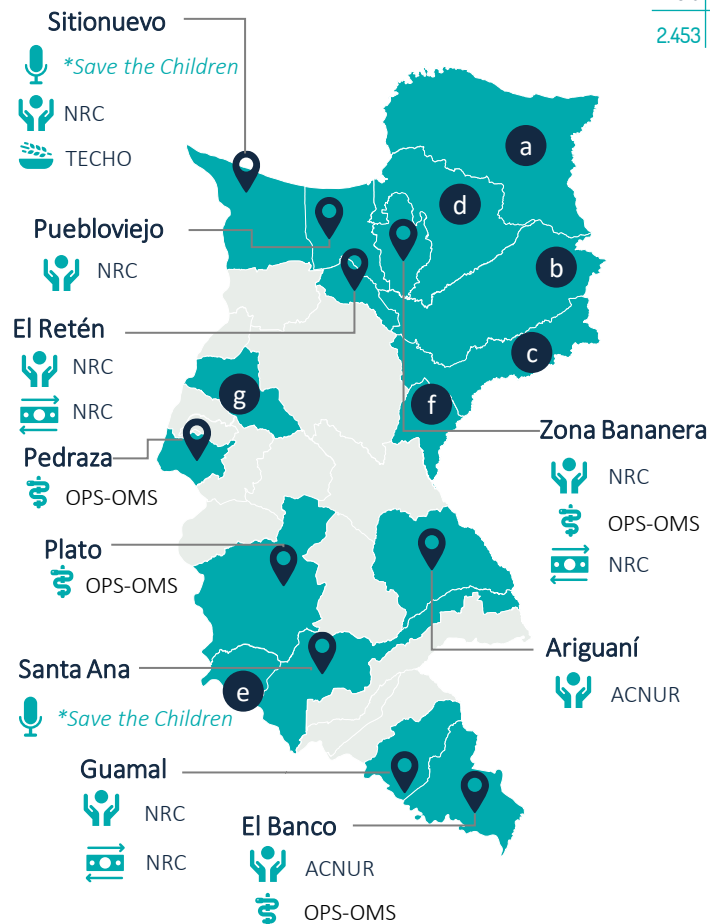 2.453
Sitionuevo
*Save the Children
NRC
TECHO
a
d
Puebloviejo
NRC
b
El Retén
NRC
NRC
c
g
f
Zona Bananera
NRC
OPS-OMS
NRC
Pedraza
OPS-OMS
Plato
OPS-OMS
Ariguaní
ACNUR
Santa Ana
*Save the Children
e
Guamal
NRC
NRC
El Banco
ACNUR
OPS-OMS